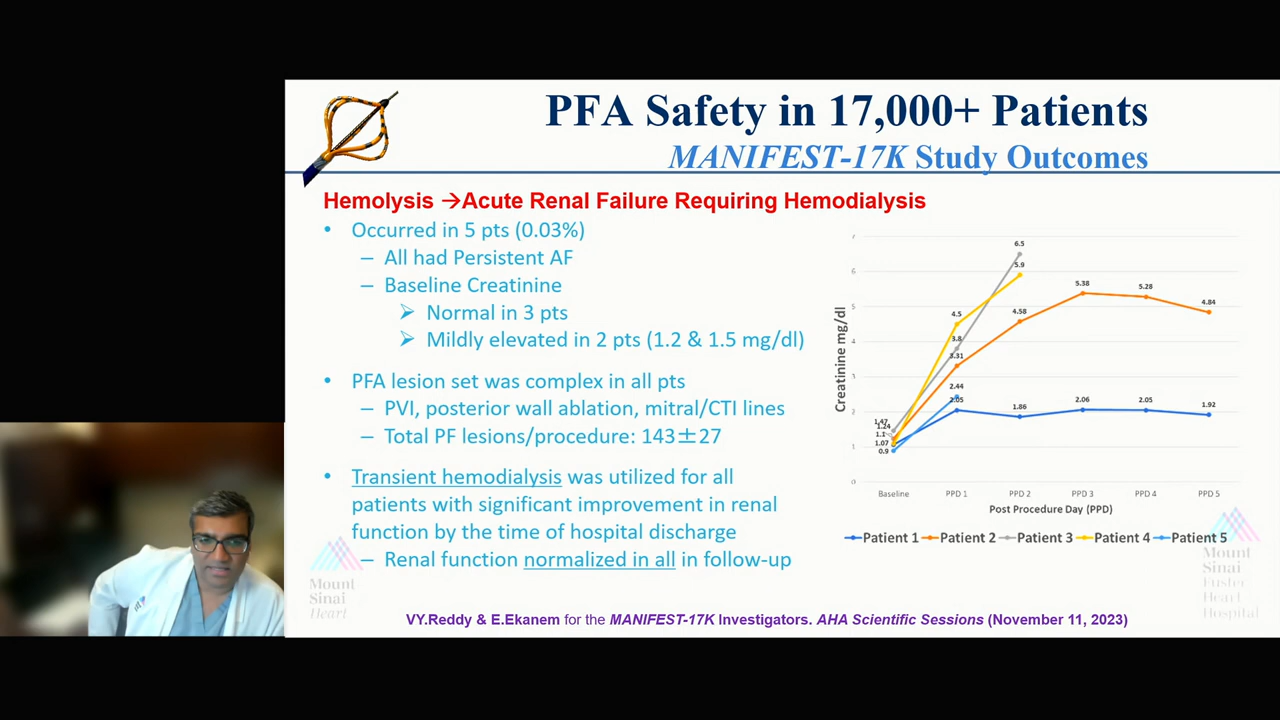 PFA Safety in 17,000+ Patients
MANIFEST-17K Study Outcomes
Hemolysis →Acute Renal Failure Requiring Hemodialysis
• Occurred in 5 pts (0.03%)
– All had Persistent AF
– Baseline Creatinine
➢ Normal in 3 pts
➢ Mildly elevated in 2 pts (1.2 & 1.5 mg/dl)
• PFA lesion set was complex in all pts
– PVI, posterior wall ablation, mitral/CTI lines
– Total PF lesions/procedure: 143±27
• Transient hemodialysis was utilized for all
patients with significant improvement in renal
function by the time of hospital discharge
– Renal function normalized in all in follow-up
Creatinine mg/dl
7
6
5
4
3
2
1
0
6.5
5.9
5.38
5.28
4.84
4.5
4.58
3.8
3.31
2.44
2.05
1.86
2.06
2.05
1.92
1.47
1.24
1.1
1.07
0.9
Baseline
PPD 1
PPD 2
PPD 3
PPD 4
PPD 5
Post Procedure Day (PPD)
Patient 1
Patient 2
Patient 3
Patient 4
Patient 5
Mount
Sinai
Heart
Mount
Sinai
Fuster
Heart
Hospital
VY.Reddy & E.Ekanem for the MANIFEST-17K Investigators. AHA Scientific Sessions (November 11, 2023)